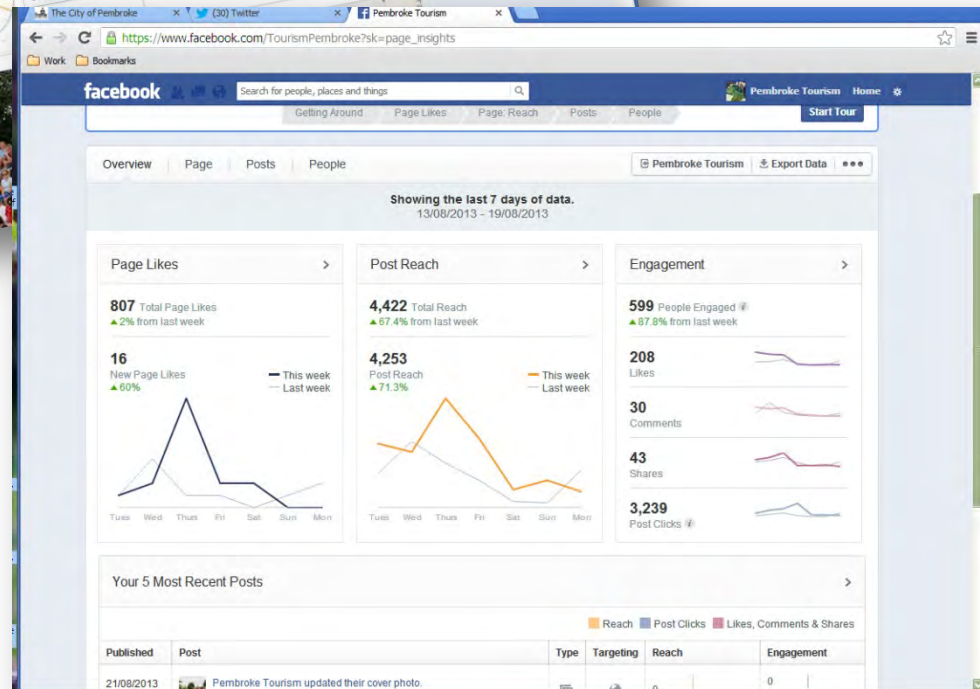 The City of Pembroke
(30) Twitter
Pembroke Tourism
https://www.facebook.com/TourismPembroke?sk=page_insights
Work Bookmarks
facebook Search for people, places and things Pembroke Tourism Home
Getting Around Page Likes Page: Reach Posts People Start Tour
Overview Page Posts People Pembroke Tourism Export Data
Showing the last 7 days of data.
13/08/2013 - 19/08/2013
Page Likes
807 Total Page Likes
2% from last week
16
New Page Likes
60%
This week
Last week
Tues Wed Thurs Fri Sat Sun Mon
Post Reach
4,422 Total Reach
67.4% from last week
4,253
Post Reach
71.3%
This week
Last week
Tues Wed Thurs Fri Sat Sun Mon
Engagement
599 People Engaged
87.8% from last week
208
Likes
30
Comments
43
Shares
3,239
Post Clicks
Your 5 Most Recent Posts
Reach Post Clicks Likes, Comments & Shares
Published Post Type Targeting Reach Engagement
21/08/2013 Pembroke Tourism updated their cover photo. 0 0